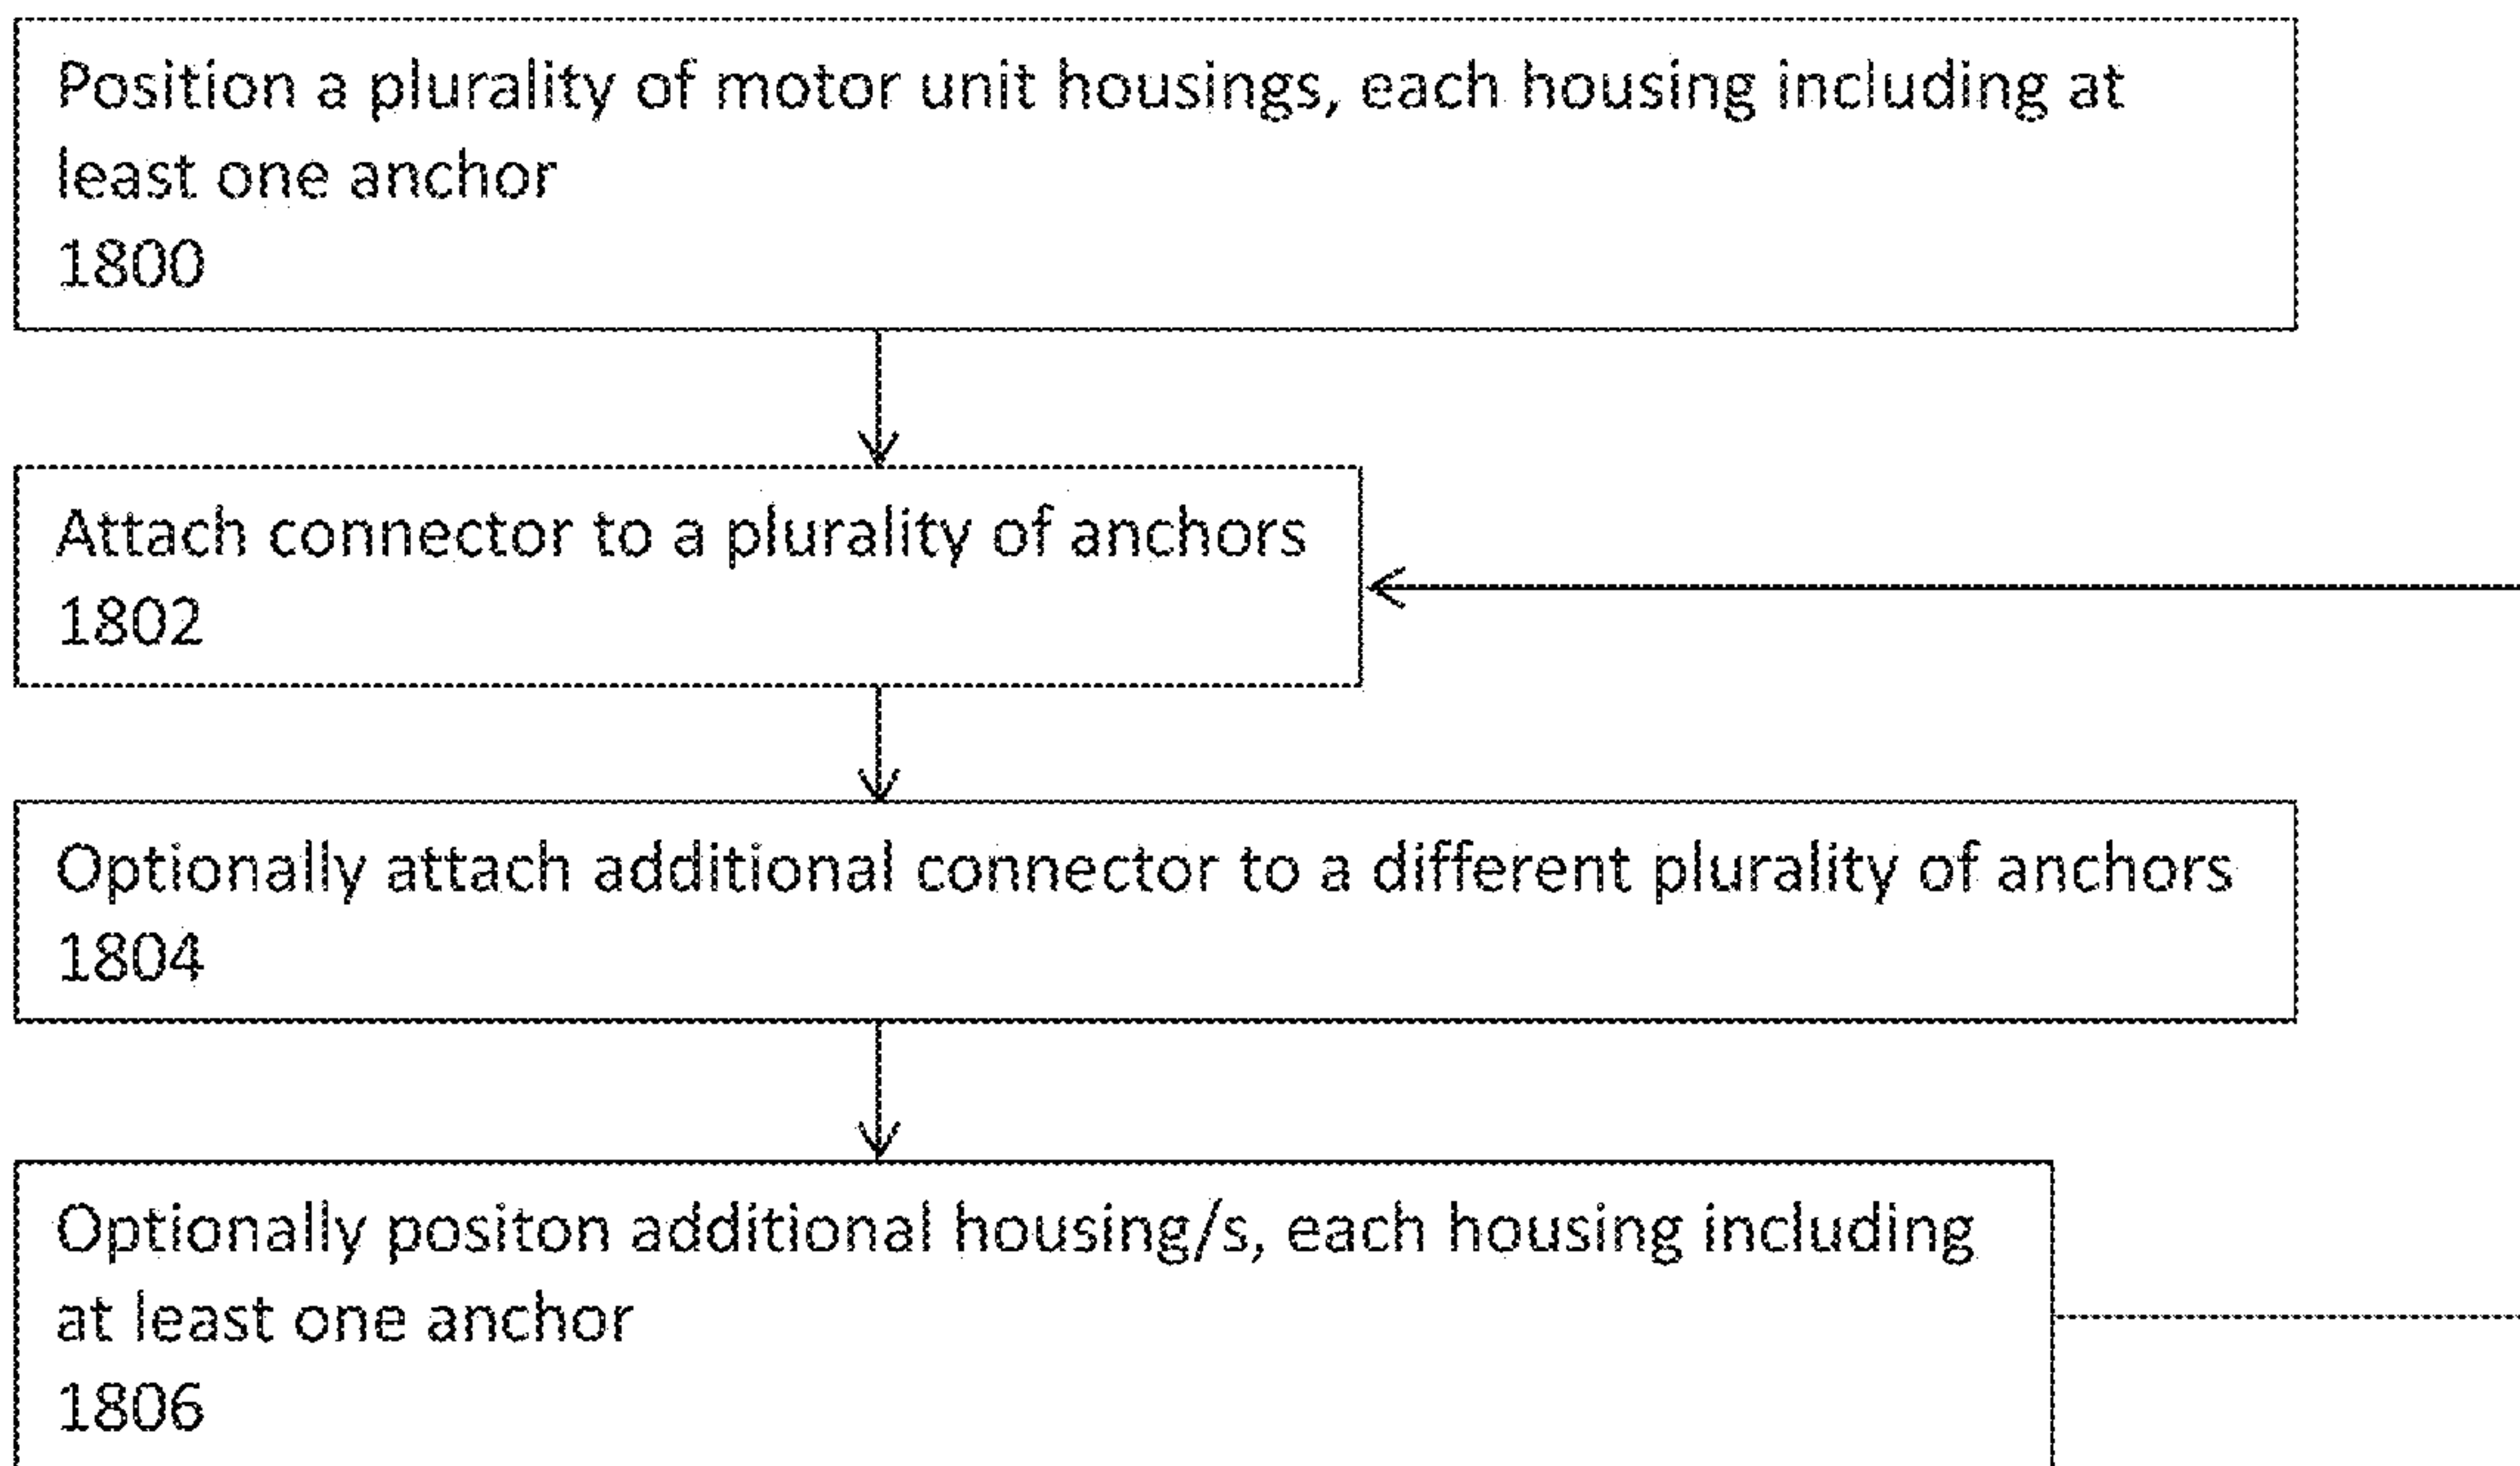 Position a plurality of motor unit housings, each housing including at
least one anchor
1800
Attach connector to a plurality of anchors
1802
Optionally attach additional connector to a different plurality of anchors
1804
Optionally positon additional housing/s, each housing including
at least one anchor
1806